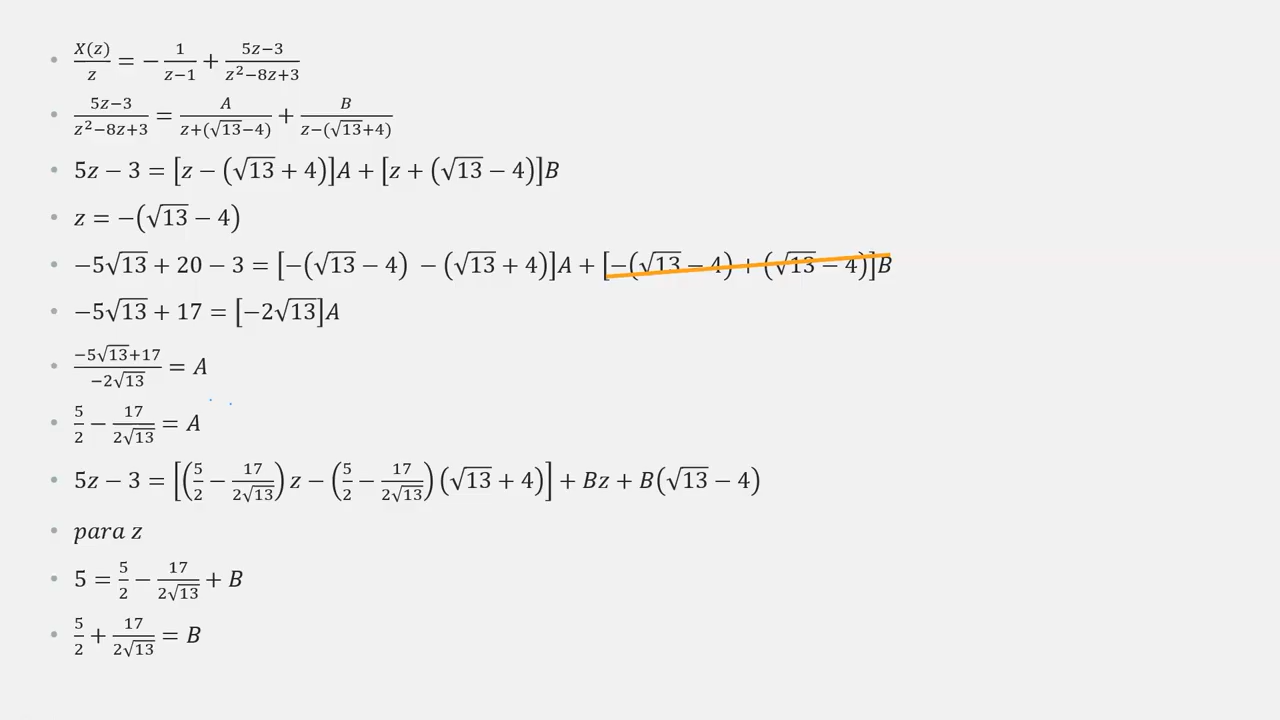 • X(z)/z = −1/(z−1) + (5z−3)/(z²−8z+3)
• (5z−3)/(z²−8z+3) = A/(z+(√13−4)) + B/(z−(√13+4))
• 5z − 3 = [z − (√13 + 4)]A + [z + (√13 − 4)]B
• z = −(√13 − 4)
• −5√13 + 20 − 3 = [−(√13 − 4) − (√13 + 4)]A + [−(√13 − 4) + (√13 − 4)]B
• −5√13 + 17 = [−2√13]A
• (−5√13+17)/(−2√13) = A
• 5/2 − 17/(2√13) = A
• 5z − 3 = [(5/2 − 17/(2√13))z − (5/2 − 17/(2√13))(√13 + 4)] + Bz + B(√13 − 4)
• para z
• 5 = 5/2 − 17/(2√13) + B
• 5/2 + 17/(2√13) = B